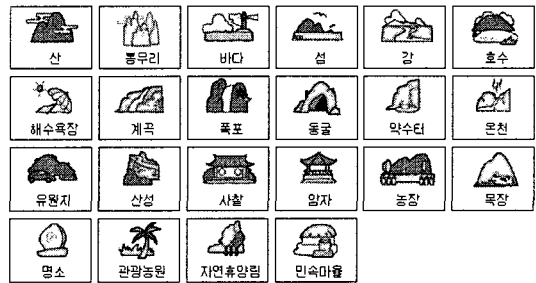 산 봉우리 바다 섬 강 호수
해수욕장 계곡 폭포 동굴 약수터 온천
유원지 산성 사찰 암자 농장 목장
명소 관광농원 자연휴양림 민속마을